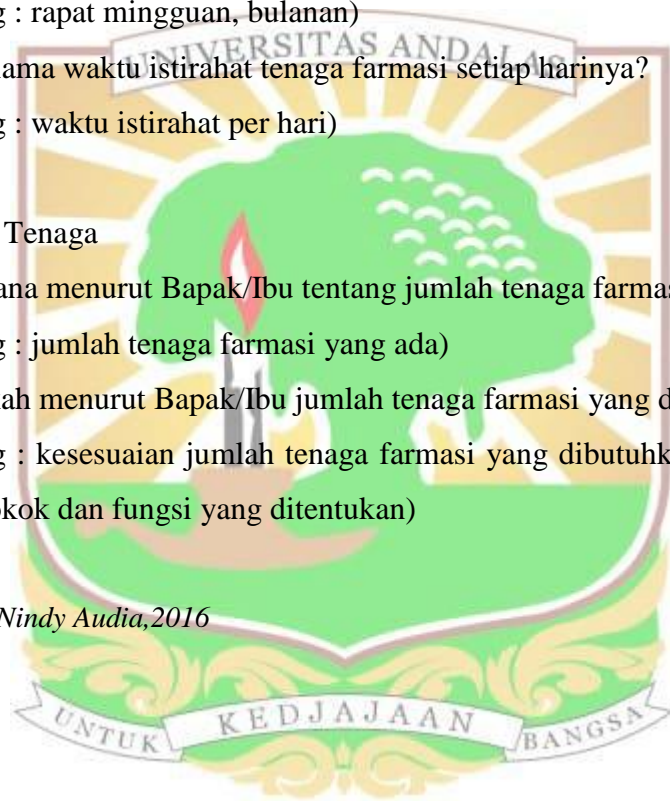 g : rapat mingguan, bulanan)
UNIVERSITAS ANDALAS
ama waktu istirahat tenaga farmasi setiap harinya?
g : waktu istirahat per hari)
Tenaga
ana menurut Bapak/Ibu tentang jumlah tenaga farmas
g : jumlah tenaga farmasi yang ada)
lah menurut Bapak/Ibu jumlah tenaga farmasi yang d
g : kesesuaian jumlah tenaga farmasi yang dibutuhk
okok dan fungsi yang ditentukan)
Nindy Audia,2016
UNTUK KEDJAJAAN BANGSA